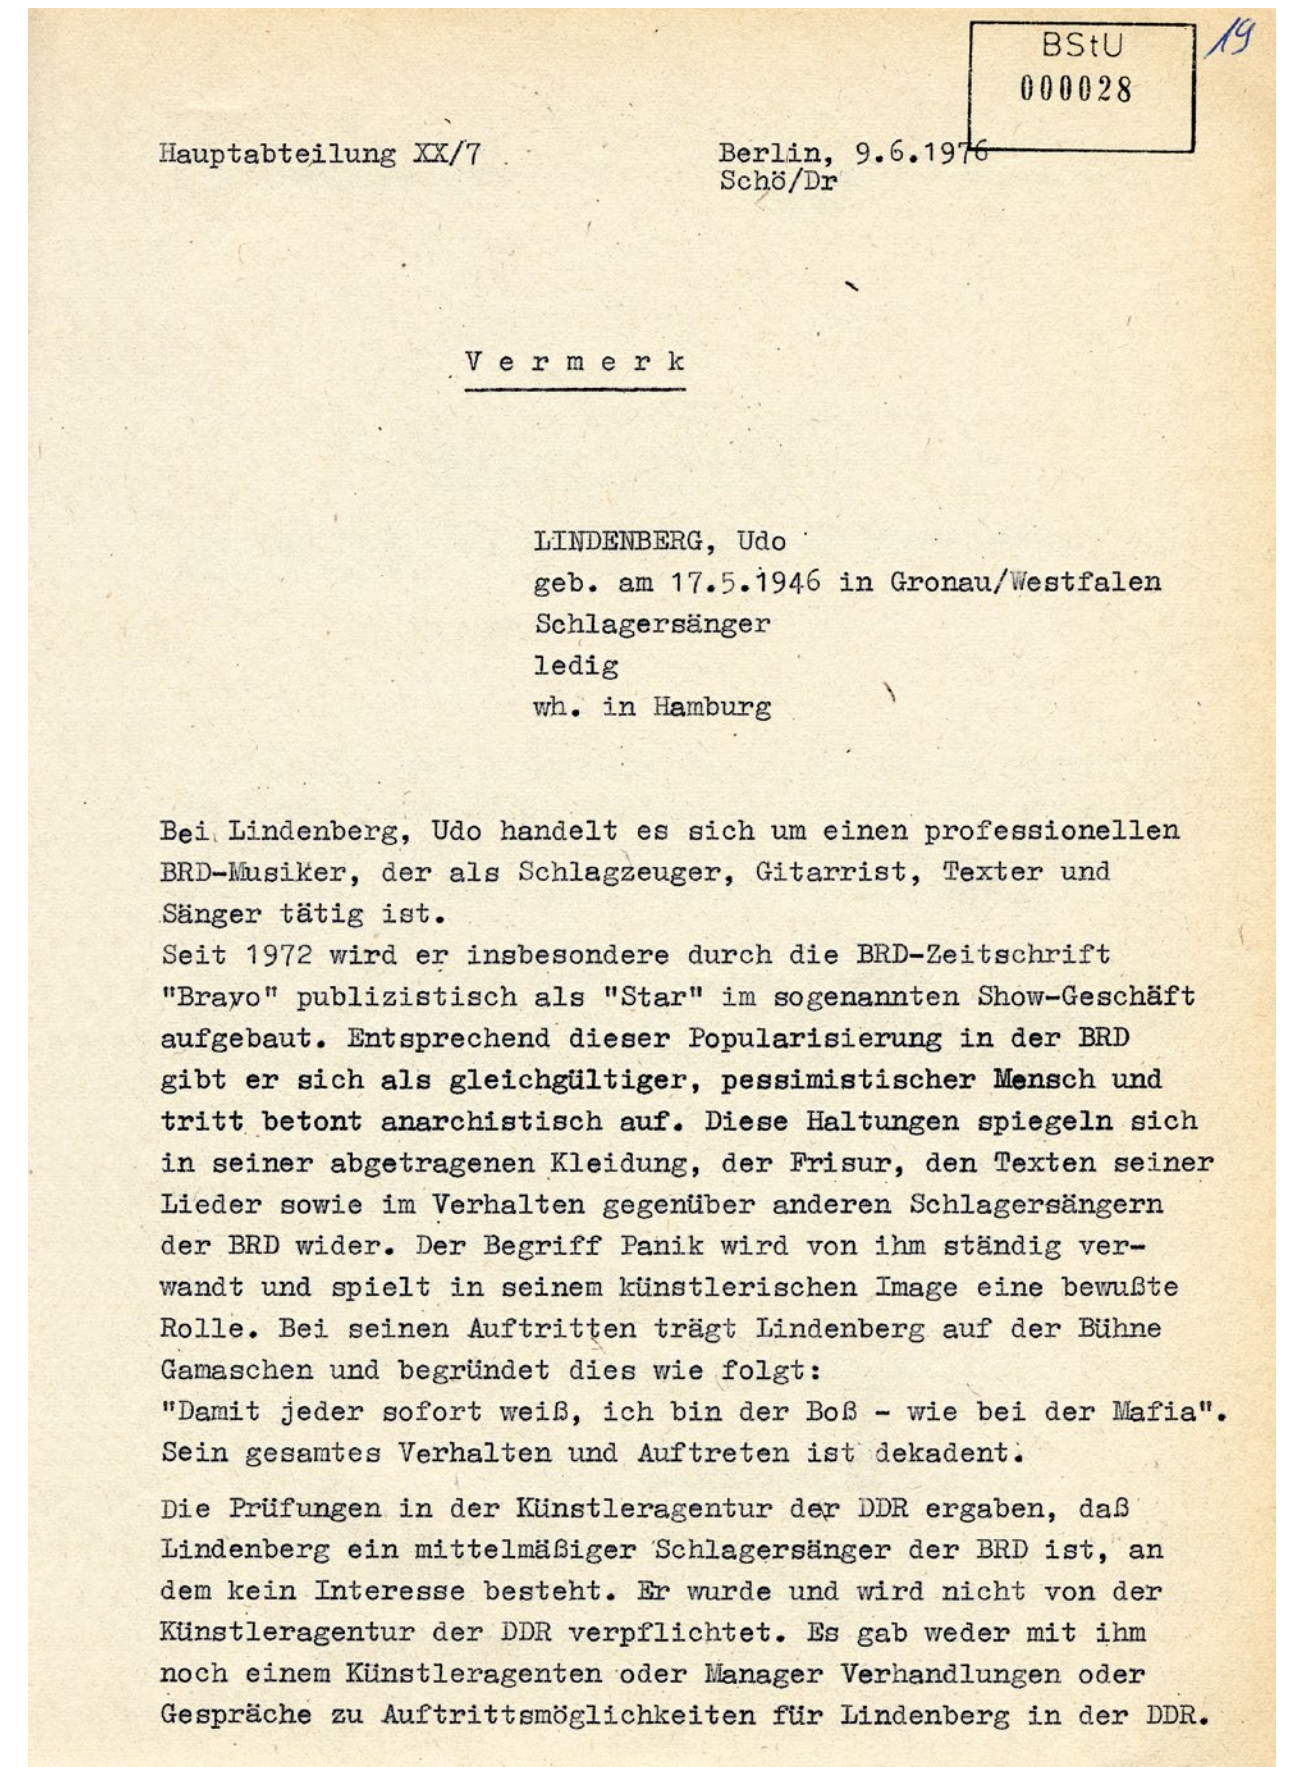 BStU
000028
19
Hauptabteilung XX/7
Berlin, 9.6.1976
Schö/Dr
Vermerk
LINDENBERG, Udo
geb. am 17.5.1946 in Gronau/Westfalen
Schlagersänger
ledig
wh. in Hamburg
Bei Lindenberg, Udo handelt es sich um einen professionellen
BRD-Musiker, der als Schlagzeuger, Gitarrist, Texter und
Sänger tätig ist.
Seit 1972 wird er insbesondere durch die BRD-Zeitschrift
"Bravo" publizistisch als "Star" im sogenannten Show-Geschäft
aufgebaut. Entsprechend dieser Popularisierung in der BRD
gibt er sich als gleichgültiger, pessimistischer Mensch und
tritt betont anarchistisch auf. Diese Haltungen spiegeln sich
in seiner abgetragenen Kleidung, der Frisur, den Texten seiner
Lieder sowie im Verhalten gegenüber anderen Schlagersängern
der BRD wider. Der Begriff Panik wird von ihm ständig ver-
wandt und spielt in seinem künstlerischen Image eine bewußte
Rolle. Bei seinen Auftritten trägt Lindenberg auf der Bühne
Gamaschen und begründet dies wie folgt:
"Damit jeder sofort weiß, ich bin der Boß - wie bei der Mafia".
Sein gesamtes Verhalten und Auftreten ist dekadent.
Die Prüfungen in der Künstleragentur der DDR ergaben, daß
Lindenberg ein mittelmäßiger Schlagersänger der BRD ist, an
dem kein Interesse besteht. Er wurde und wird nicht von der
Künstleragentur der DDR verpflichtet. Es gab weder mit ihm
noch einem Künstleragenten oder Manager Verhandlungen oder
Gespräche zu Auftrittsmöglichkeiten für Lindenberg in der DDR.